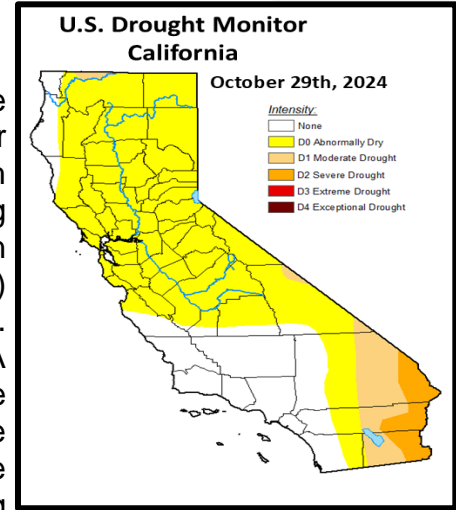 U.S. Drought Monitor
California
October 29th, 2024
Intensity:
None
D0 Abnormally Dry
D1 Moderate Drought
D2 Severe Drought
D3 Extreme Drought
D4 Exceptional Drought